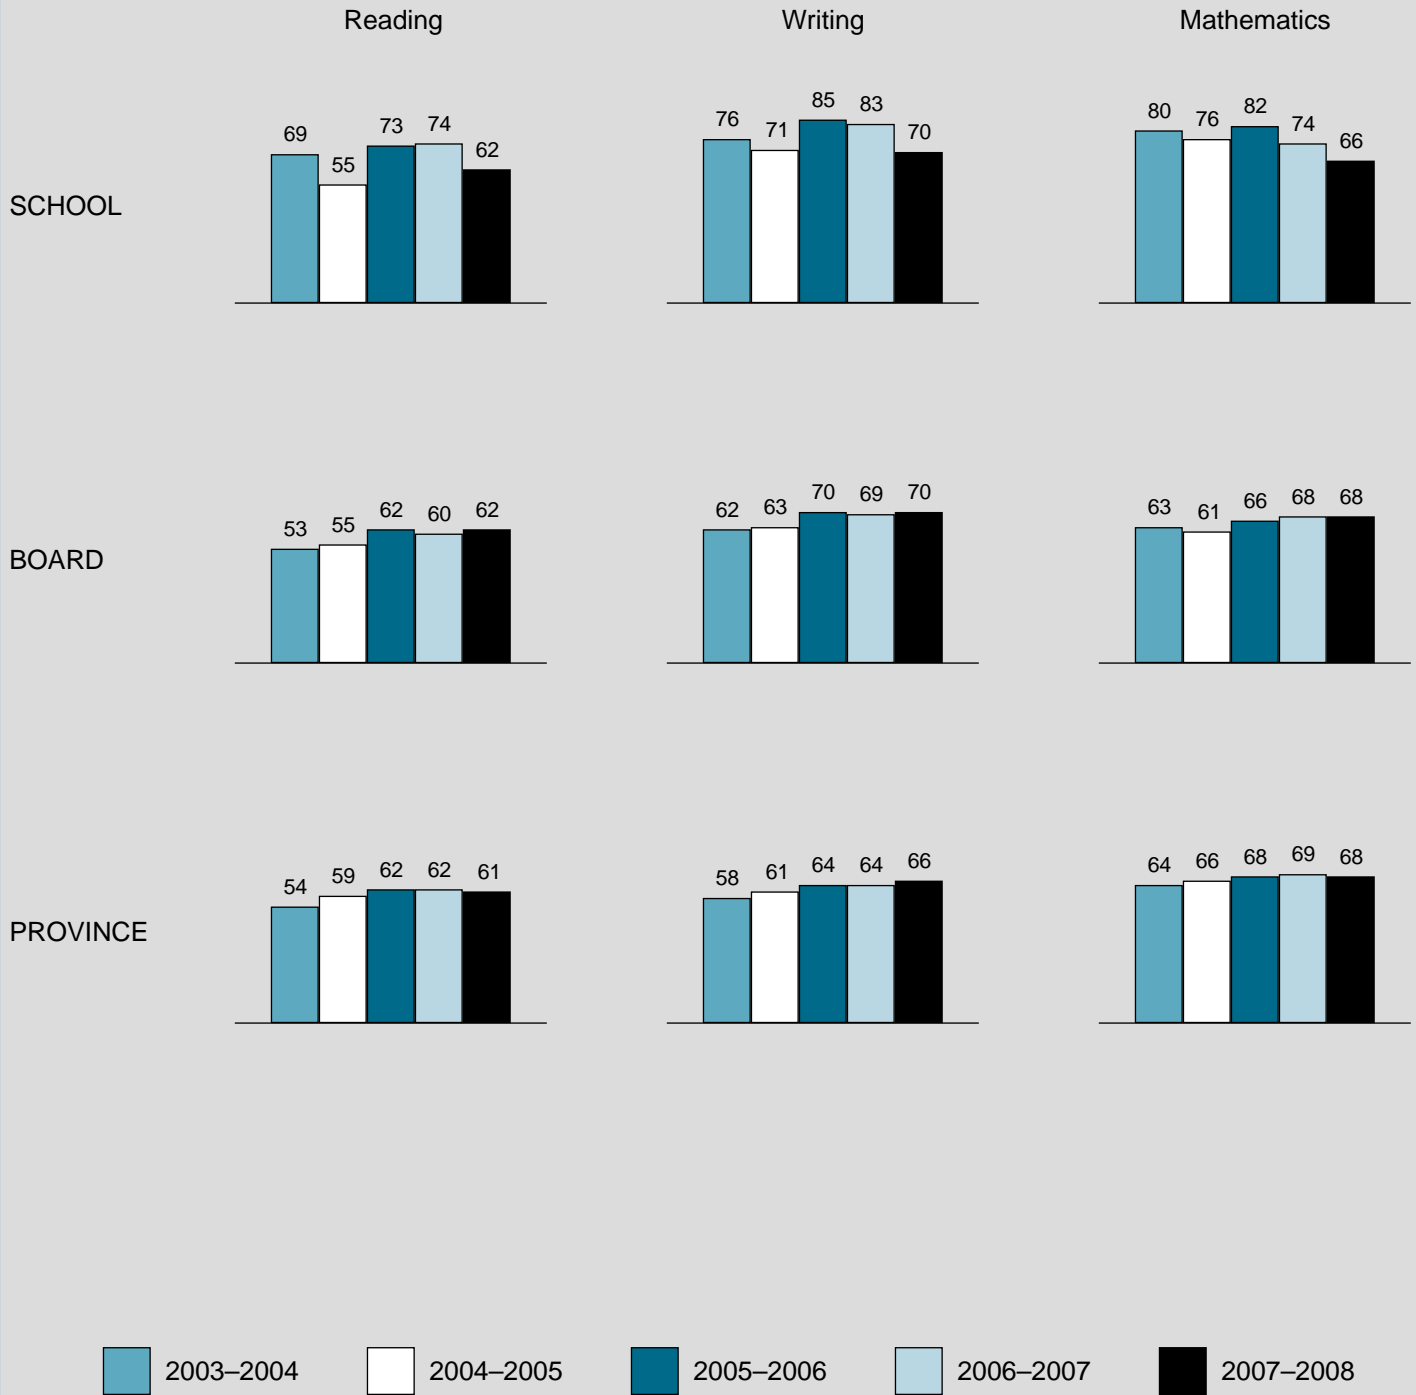 Reading Writing Mathematics
SCHOOL
69 55 73 74 62
76 71 85 83 70
80 76 82 74 66
BOARD
53 55 62 60 62
62 63 70 69 70
63 61 66 68 68
PROVINCE
54 59 62 62 61
58 61 64 64 66
64 66 68 69 68
2003–2004 2004–2005 2005–2006 2006–2007 2007–2008